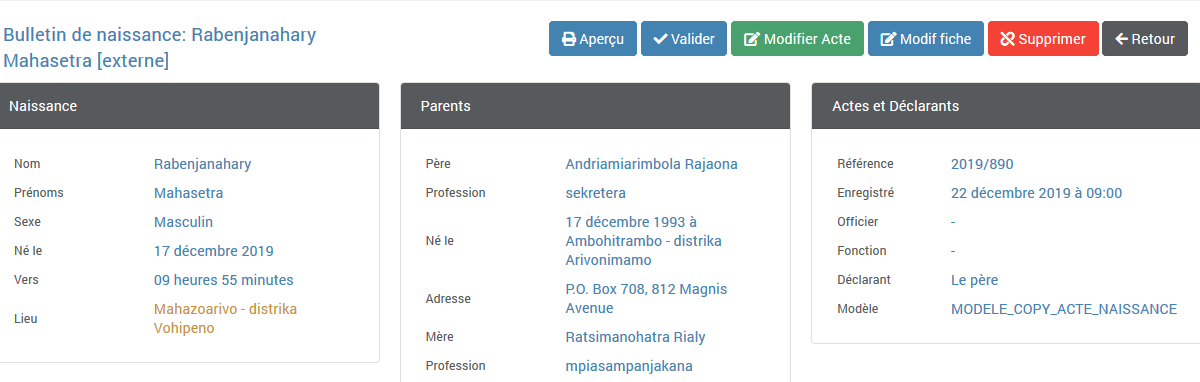 Bulletin de naissance: Rabenjanahary
Mahasetra [externe]
Aperçu
Valider
Modifier Acte
Modif fiche
Supprimer
Retour
Naissance
Nom Rabenjanahary
Prénoms Mahasetra
Sexe Masculin
Né le 17 décembre 2019
Vers 09 heures 55 minutes
Lieu Mahazoarivo - distrika
Vohipeno
Parents
Père Andriamiarimbola Rajaona
Profession sekretera
Né le 17 décembre 1993 à
Ambohitrambo - distrika
Arivonimamo
Adresse P.O. Box 708, 812 Magnis
Avenue
Mère Ratsimanohatra Rialy
Profession mpiasampanjakana
Actes et Déclarants
Référence 2019/890
Enregistré 22 décembre 2019 à 09:00
Officier -
Fonction -
Déclarant Le père
Modèle MODELE_COPY_ACTE_NAISSANCE